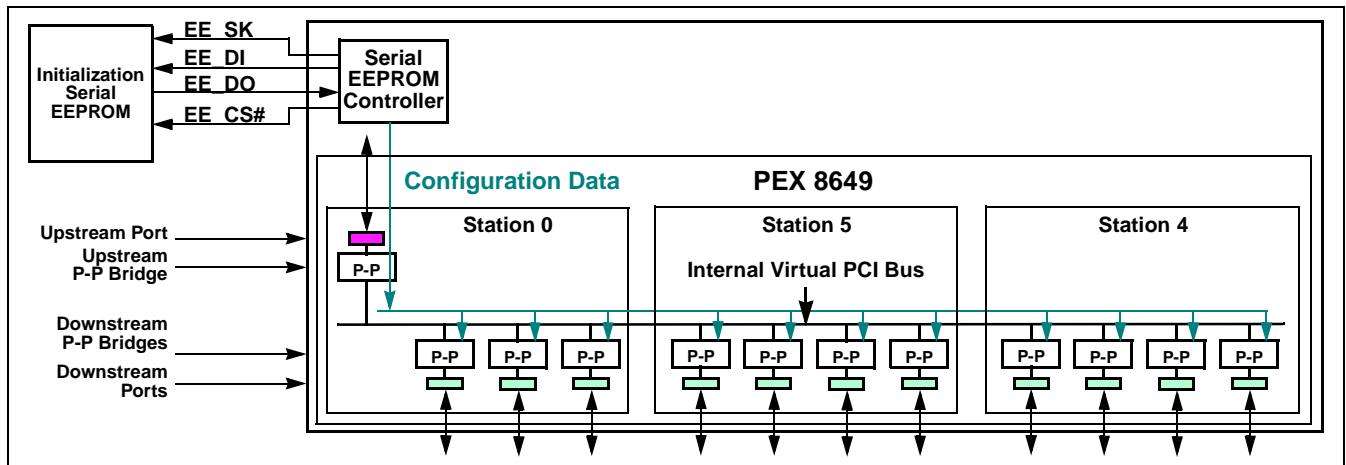 EE_SK
EE_DI
EE_DO
EE_CS#
Initialization
Serial
EEPROM
Serial
EEPROM
Controller
Configuration Data
PEX 8649
Station 0
Station 5
Station 4
Upstream Port
Upstream
P-P Bridge
P-P
Internal Virtual PCI Bus
Downstream
P-P Bridges
Downstream
Ports
P-P
P-P
P-P
P-P
P-P
P-P
P-P
P-P
P-P
P-P
P-P